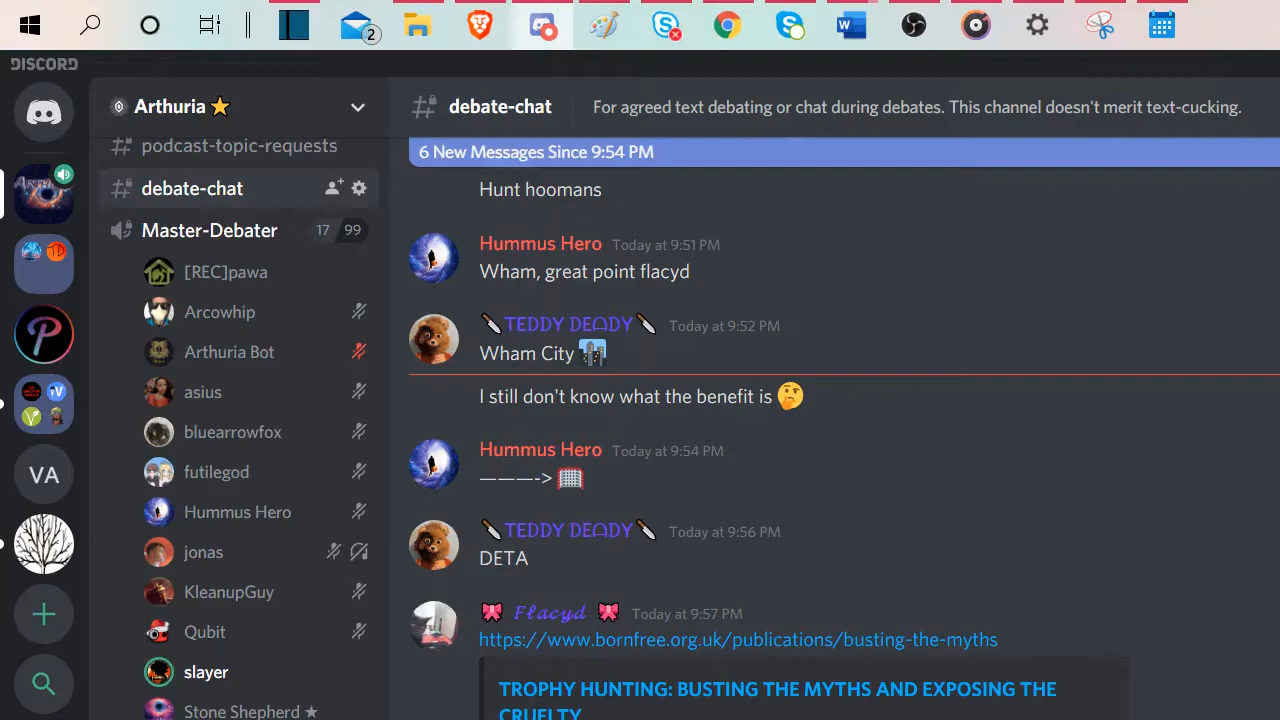 2
DISCORD
Arthuria
debate-chat
For agreed text debating or chat during debates. This channel doesn't merit text-cucking.
podcast-topic-requests
debate-chat
Master-Debater
17 99
[REC]pawa
Arcowhip
Arthuria Bot
asius
bluearrowfox
futilegod
Hummus Hero
jonas
KleanupGuy
Qubit
slayer
Stone Shepherd ★
VA
6 New Messages Since 9:54 PM
Hunt hoomans
Hummus Hero Today at 9:51 PM
Wham, great point flacyd
🔪TEDDY DEΩDY🔪 Today at 9:52 PM
Wham City 🏙️
I still don't know what the benefit is 🤔
Hummus Hero Today at 9:54 PM
———-> 🥅
🔪TEDDY DEΩDY🔪 Today at 9:56 PM
DETA
🎀 𝓕𝓵𝓪𝓬𝔂𝓭 🎀 Today at 9:57 PM
https://www.bornfree.org.uk/publications/busting-the-myths
TROPHY HUNTING: BUSTING THE MYTHS AND EXPOSING THE
CRUELTY